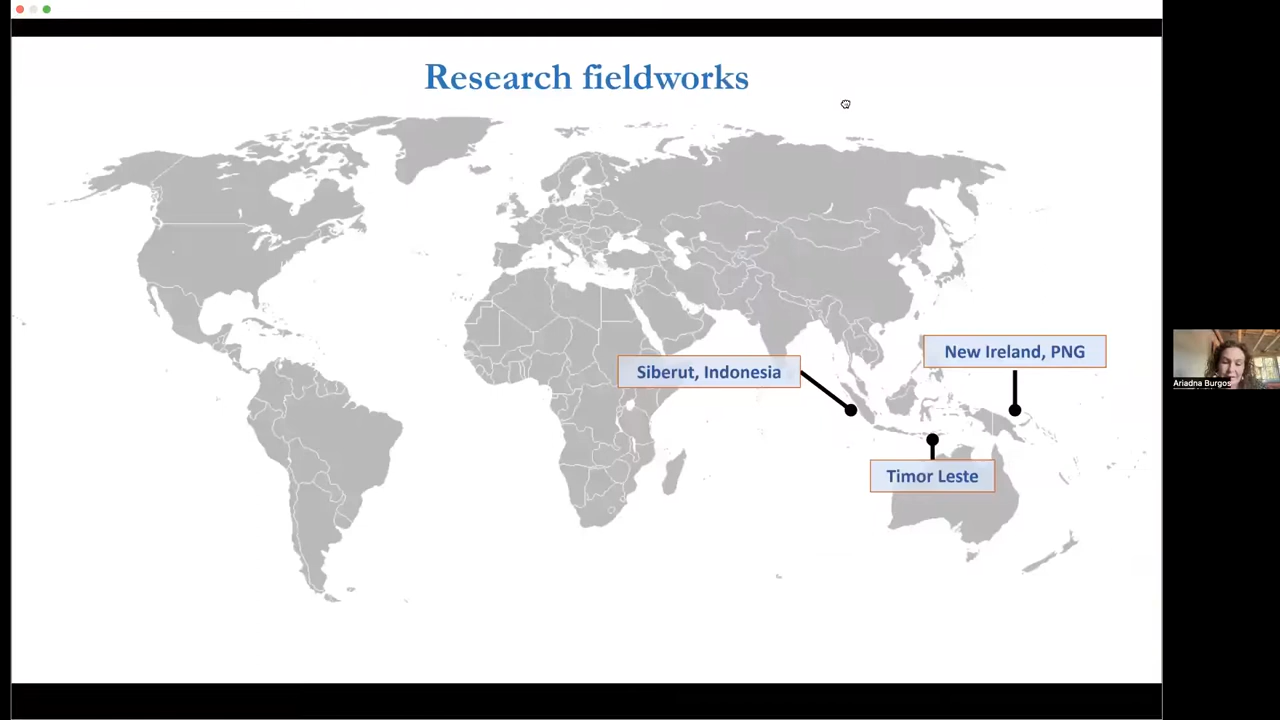 Research fieldworks
New Ireland, PNG
Siberut, Indonesia
Timor Leste
Ariadna Burgos